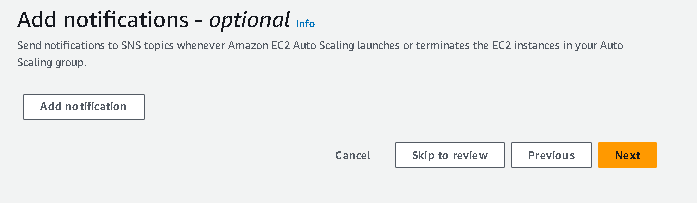 Add notifications - optional Info
Send notifications to SNS topics whenever Amazon EC2 Auto Scaling launches or terminates the EC2 instances in your Auto
Scaling group.
Add notification
Cancel Skip to review Previous Next